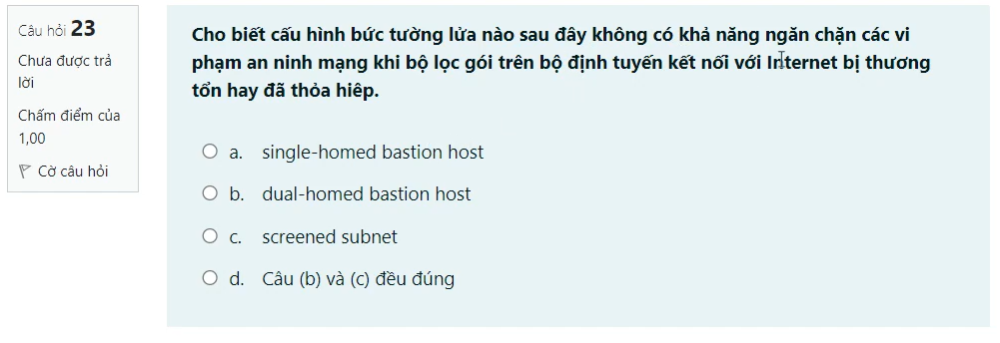 Câu hỏi 23
Chưa được trả
lời
Chấm điểm của
1,00
Cờ câu hỏi
Cho biết cấu hình bức tường lửa nào sau đây không có khả năng ngăn chặn các vi
phạm an ninh mạng khi bộ lọc gói trên bộ định tuyến kết nối với Internet bị thương
tổn hay đã thỏa hiêp.
a. single-homed bastion host
b. dual-homed bastion host
c. screened subnet
d. Câu (b) và (c) đều đúng